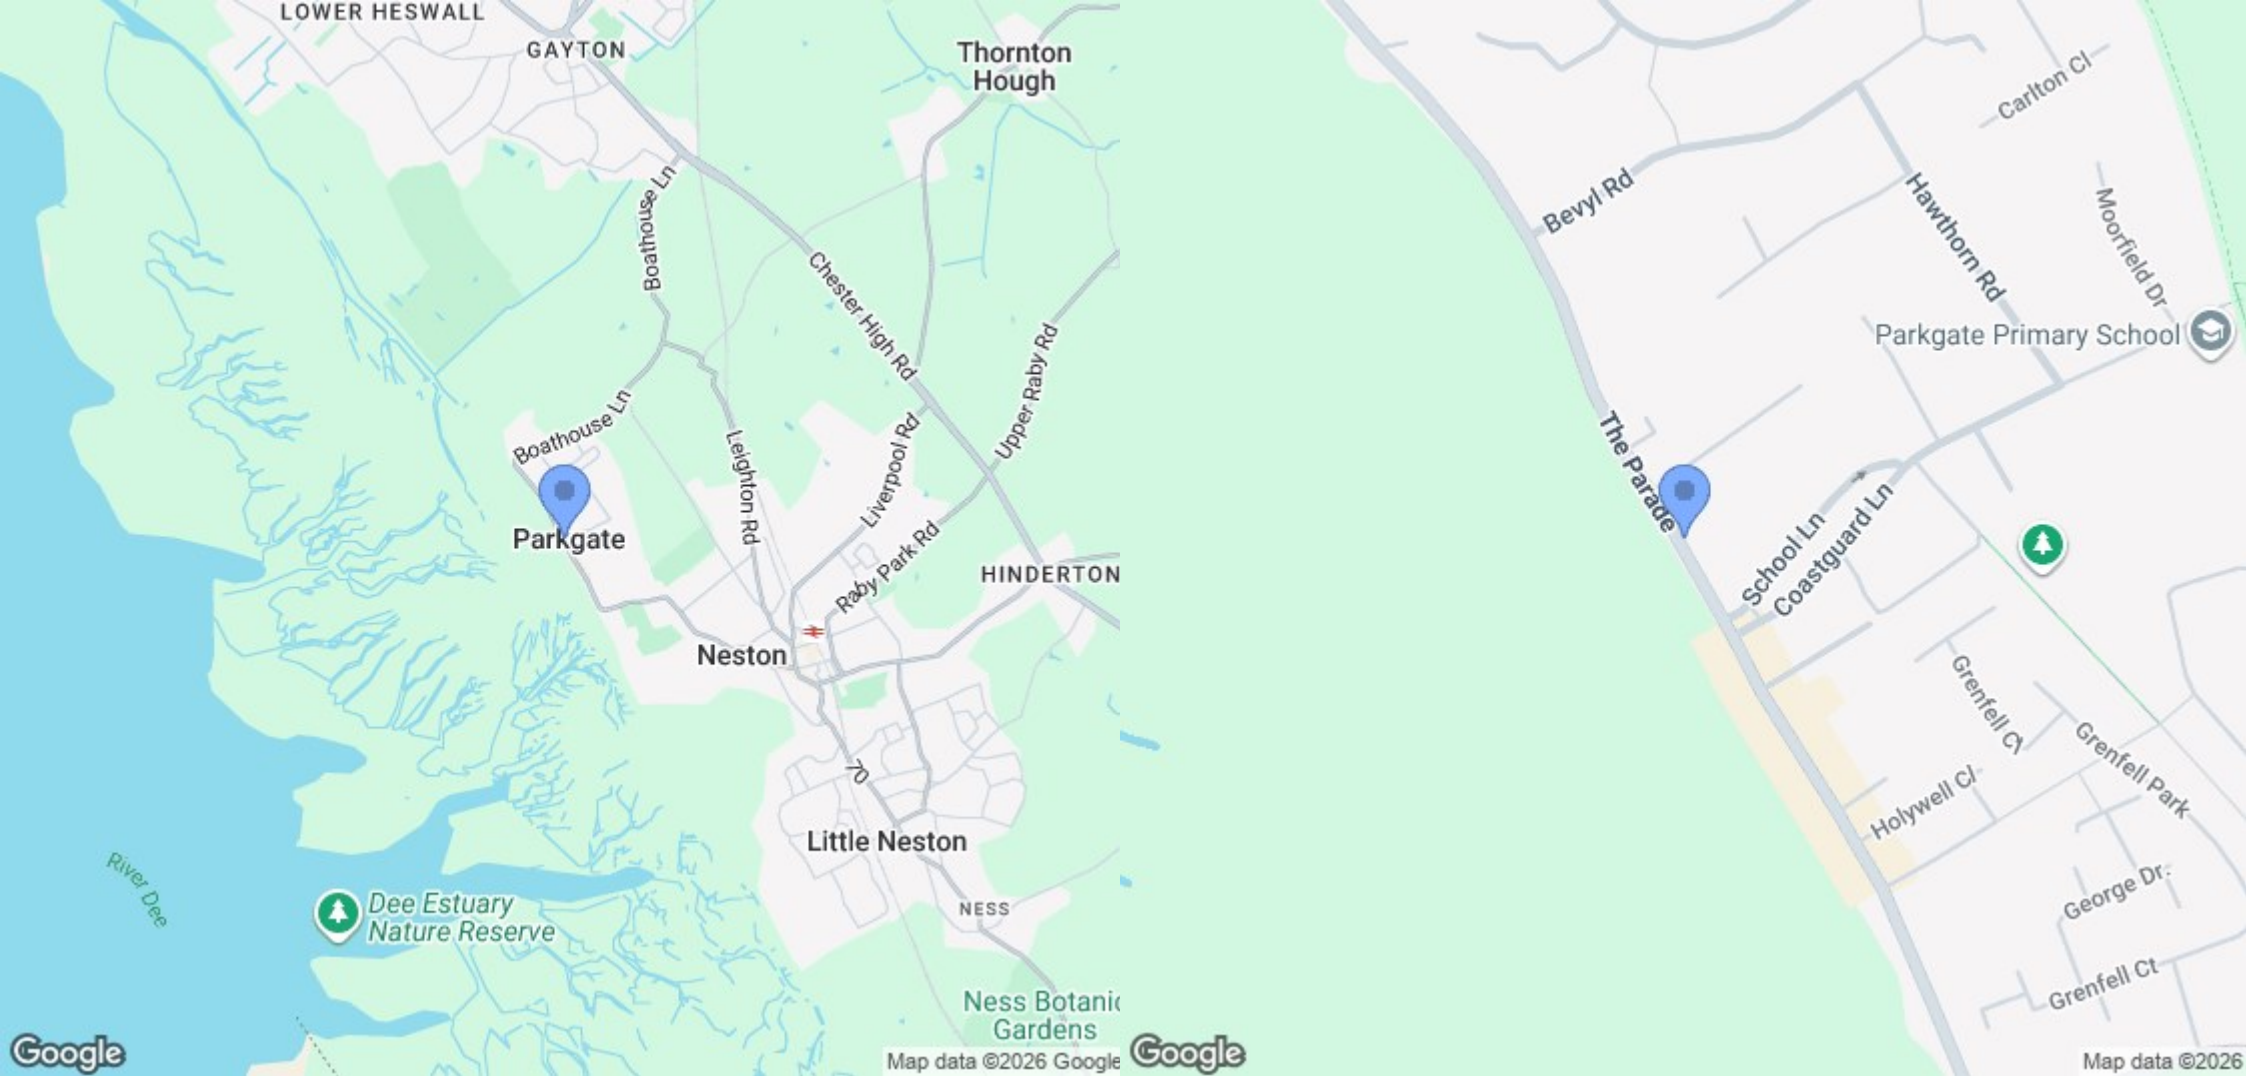 LOWER HESWALL
GAYTON
Thornton
Hough
Boathouse Ln
Chester High Rd
Upper Raby Rd
Boathouse Ln
Leighton Rd
Liverpool Rd
Parkgate
Raby Park Rd
HINDERTON
Neston
70
Little Neston
River Dee
Dee Estuary
Nature Reserve
NESS
Ness Botanic
Gardens
Google
Map data ©2026 Google
Carlton Cl
Bevyl Rd
Hawthorn Rd
Moorfield Dr
Parkgate Primary School
The Parade
School Ln
Coastguard Ln
Grenfell Cl
Grenfell Park
Holywell Cl
George Dr.
Grenfell Ct
Google
Map data ©2026